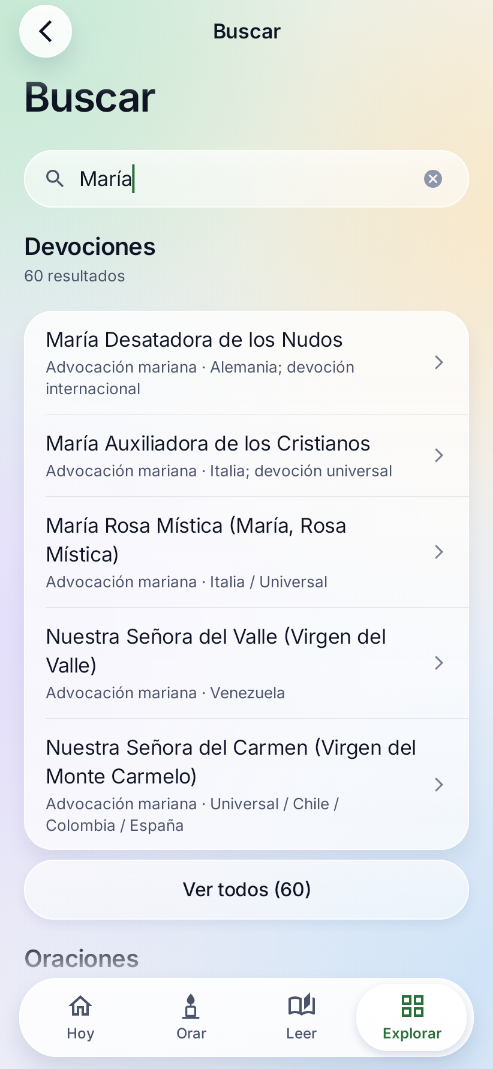 Buscar
Buscar
María
Devociones
60 resultados
María Desatadora de los Nudos
Advocación mariana · Alemania; devoción
internacional
María Auxiliadora de los Cristianos
Advocación mariana · Italia; devoción universal
María Rosa Mística (María, Rosa
Mística)
Advocación mariana · Italia / Universal
Nuestra Señora del Valle (Virgen del
Valle)
Advocación mariana · Venezuela
Nuestra Señora del Carmen (Virgen del
Monte Carmelo)
Advocación mariana · Universal / Chile /
Colombia / España
Ver todos (60)
Oraciones
Hoy
Orar
Leer
Explorar